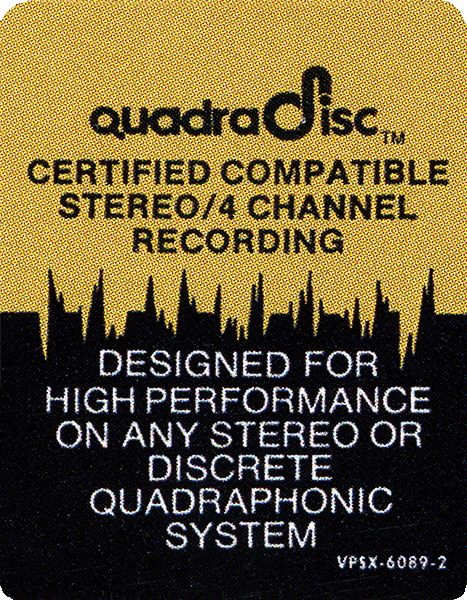 quadradisc™
CERTIFIED COMPATIBLE
STEREO/4 CHANNEL
RECORDING
DESIGNED FOR
HIGH PERFORMANCE
ON ANY STEREO OR
DISCRETE
QUADRAPHONIC
SYSTEM
VPSX-6089-2